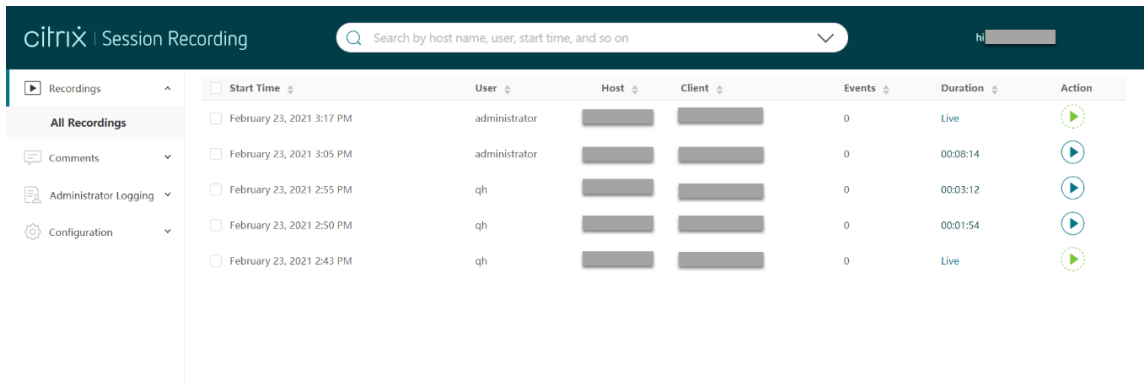 citrix | Session Recording
Search by host name, user, start time, and so on
hi
Recordings
All Recordings
Comments
Administrator Logging
Configuration
Start Time User Host Client Events Duration Action
February 23, 2021 3:17 PM administrator 0 Live
February 23, 2021 3:05 PM administrator 0 00:08:14
February 23, 2021 2:55 PM qh 0 00:03:12
February 23, 2021 2:50 PM qh 0 00:01:54
February 23, 2021 2:43 PM qh 0 Live